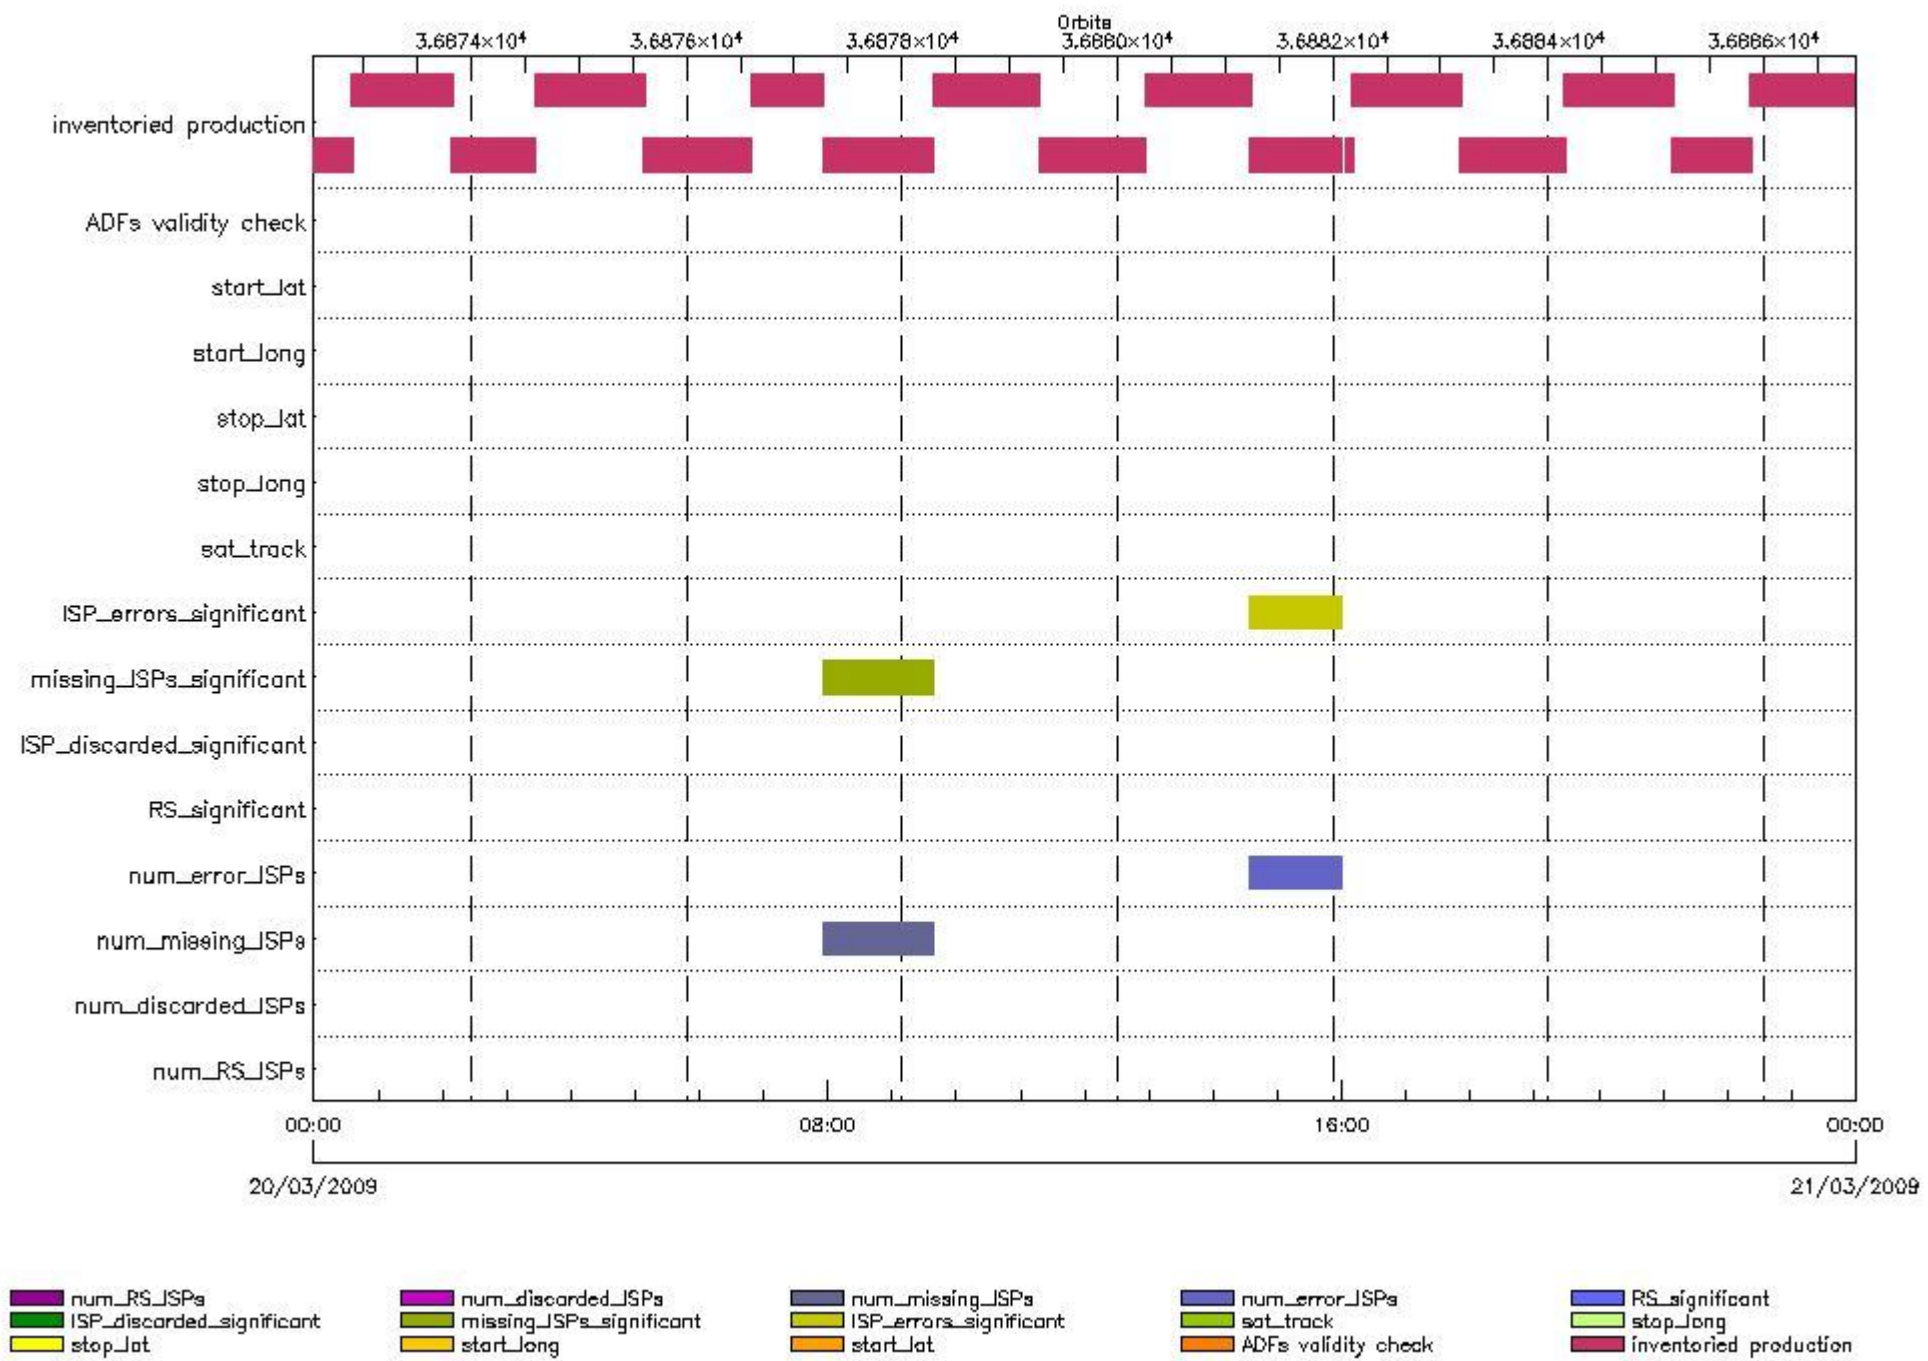 Orbits
3.6874×10⁴ 3.6876×10⁴ 3.6878×10⁴ 3.6880×10⁴ 3.6882×10⁴ 3.6884×10⁴ 3.6886×10⁴
inventoried production
ADFs validity check
start_lat
start_long
stop_lat
stop_long
sat_track
ISP_errors_significant
missing_ISPs_significant
ISP_discarded_significant
RS_significant
num_error_ISPs
num_missing_ISPs
num_discarded_ISPs
num_RS_ISPs
00:00 08:00 16:00 00:00
20/03/2009 21/03/2009
num_RS_ISPs num_discarded_ISPs num_missing_ISPs num_error_ISPs RS_significant
ISP_discarded_significant missing_ISPs_significant ISP_errors_significant sat_track stop_long
stop_lat start_long start_lat ADFs validity check inventoried production